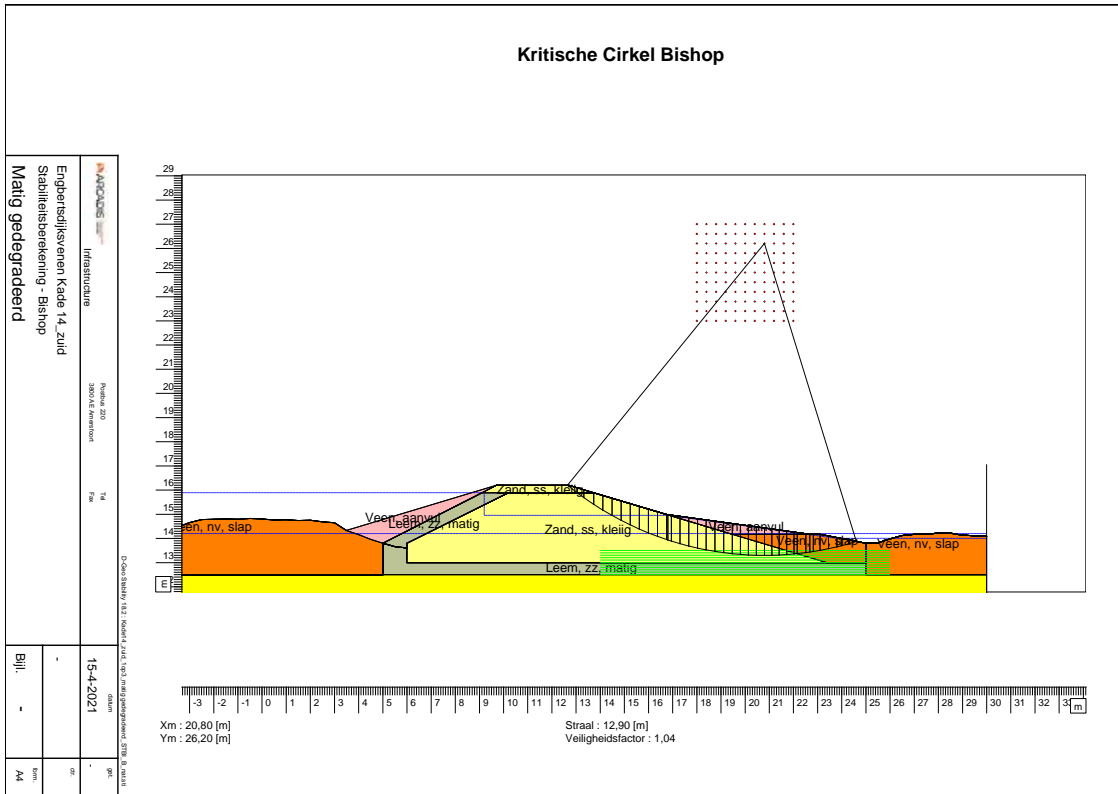 Kritische Cirkel Bishop
29
28
27
26
25
24
23
22
21
20
19
18
17
16
15
14
13
m
Zand, ss, kleiig
Veen, aanvul
Leem, zz, matig
Zand, ss, kleiig
Veen, aanvul
een, nv, slap
Veen, nv, slap
Veen, nv, slap
Leem, zz, matig
-3 -2 -1 0 1 2 3 4 5 6 7 8 9 10 11 12 13 14 15 16 17 18 19 20 21 22 23 24 25 26 27 28 29 30 31 32 m
Xm : 20,80 [m]
Ym : 26,20 [m]
Straal : 12,90 [m]
Veiligheidsfactor : 1,04
ARCADIS
Infrastructure
Postbus 220
3800 AE Amersfoort
Tel
Fax
Engbertsdijksvenen Kade 14_zuid
Stabiliteitsberekening - Bishop
Matig gedegradeerd
datum
15-4-2021
get.
-
-
ctr.
Bijl.
-
form.
A4